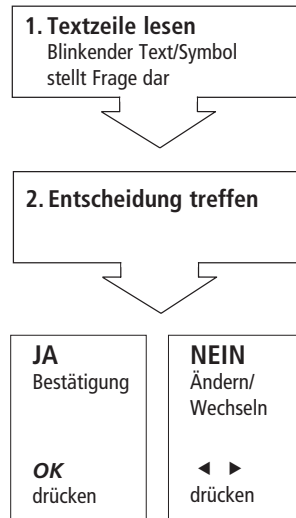 1. Textzeile lesen
Blinkender Text/Symbol
stellt Frage dar
2. Entscheidung treffen
JA
Bestätigung
OK
drücken
NEIN
Ändern/
Wechseln
◄ ►
drücken